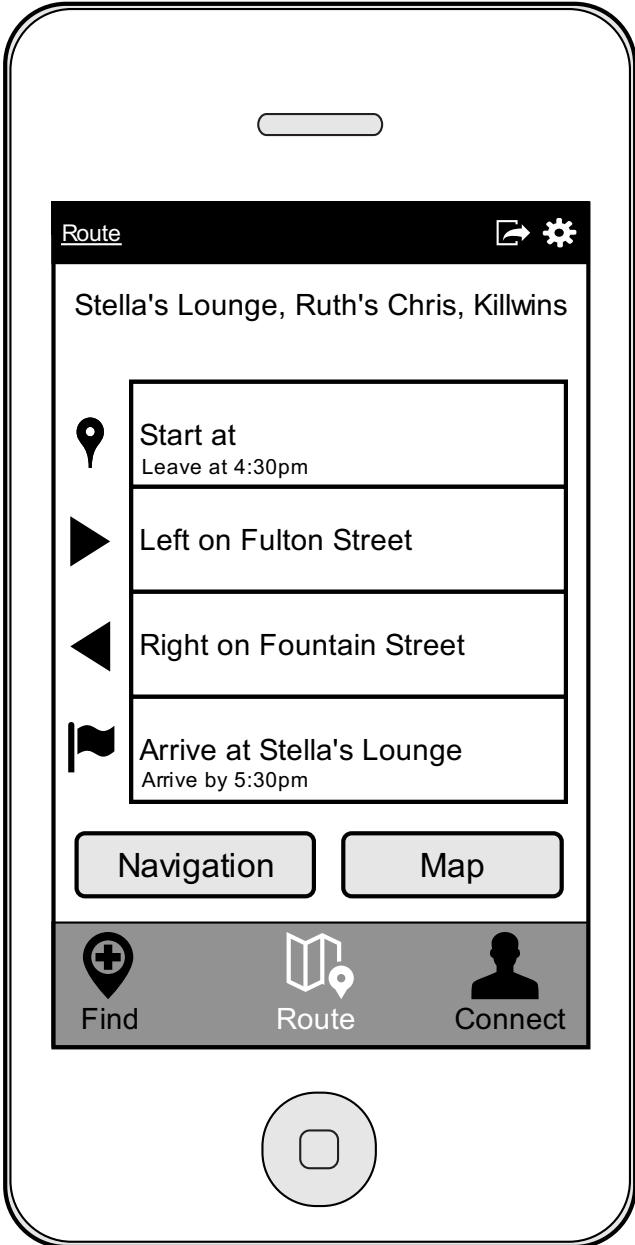 Route
Stella's Lounge, Ruth's Chris, Killwins
Start at
Leave at 4:30pm
Left on Fulton Street
Right on Fountain Street
Arrive at Stella's Lounge
Arrive by 5:30pm
Navigation Map
Find Route Connect